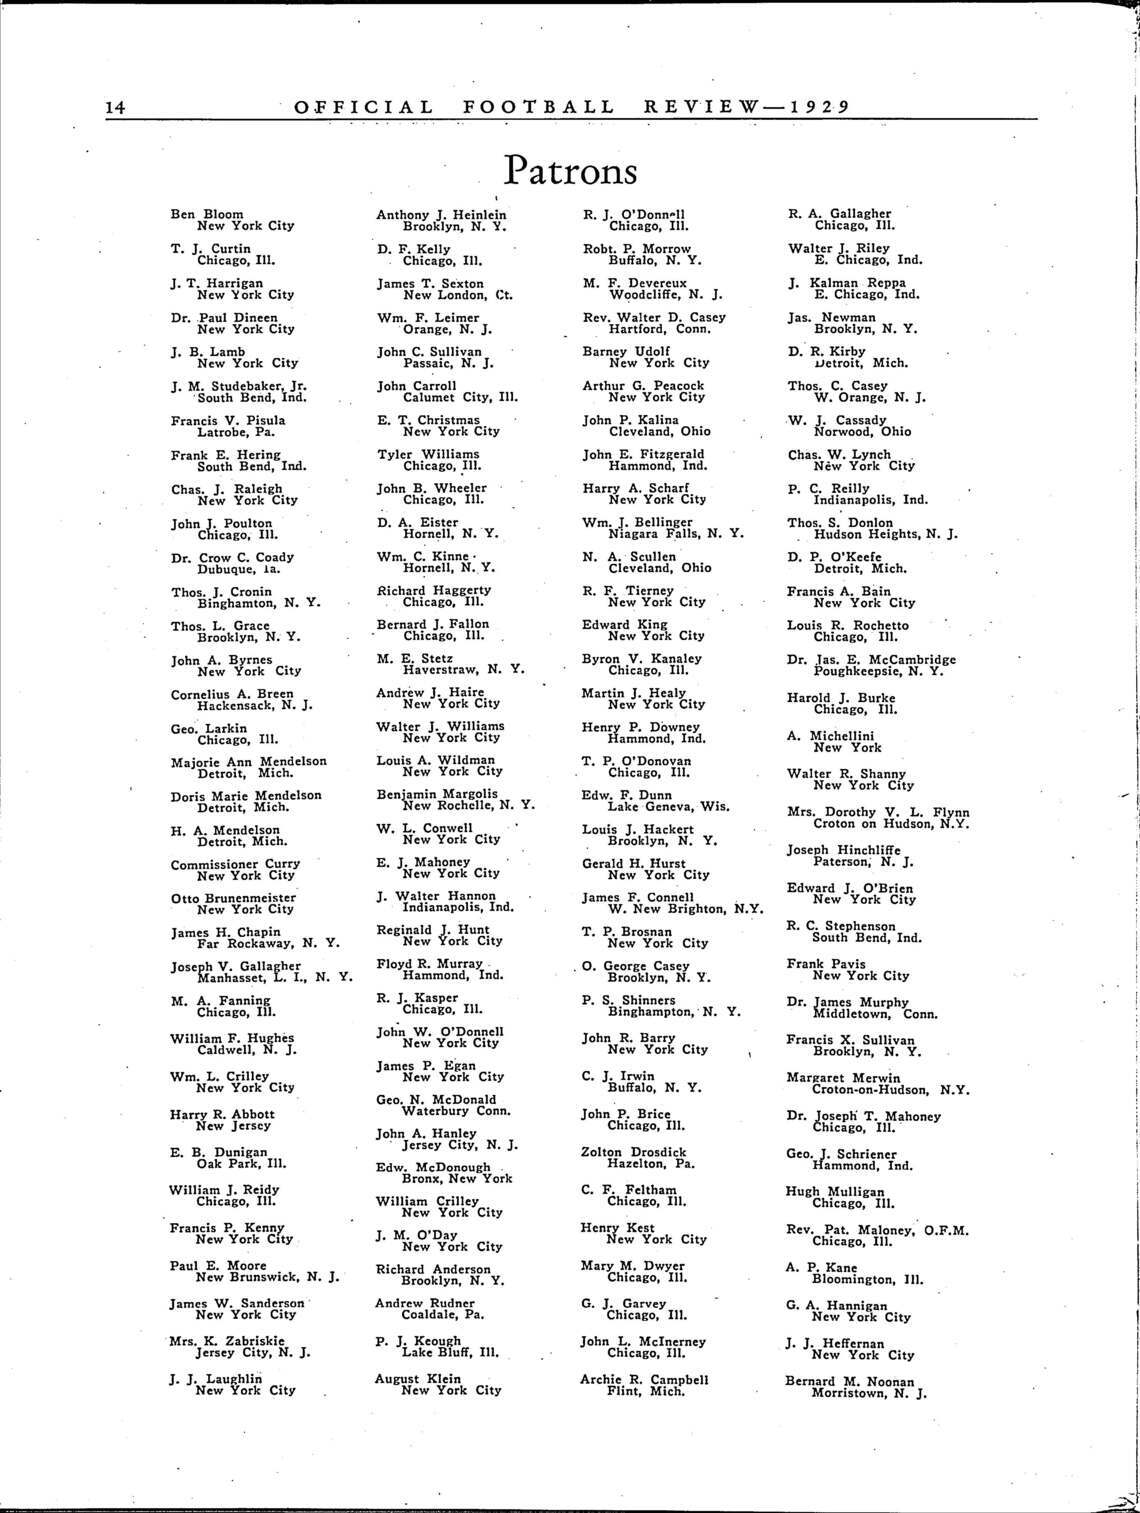 14
OFFICIAL FOOTBALL REVIEW—1929
Patrons
Ben Bloom
New York City
T. J. Curtin
Chicago, Ill.
J. T. Harrigan
New York City
Dr. Paul Dineen
New York City
J. B. Lamb
New York City
J. M. Studebaker, Jr.
South Bend, Ind.
Francis V. Pisula
Latrobe, Pa.
Frank E. Hering
South Bend, Ind.
Chas. J. Raleigh
New York City
John J. Poulton
Chicago, Ill.
Dr. Crow C. Coady
Dubuque, Ia.
Thos. J. Cronin
Binghamton, N. Y.
Thos. L. Grace
Brooklyn, N. Y.
John A. Byrnes
New York City
Cornelius A. Breen
Hackensack, N. J.
Geo. Larkin
Chicago, Ill.
Majorie Ann Mendelson
Detroit, Mich.
Doris Marie Mendelson
Detroit, Mich.
H. A. Mendelson
Detroit, Mich.
Commissioner Curry
New York City
Otto Brunenmeister
New York City
James H. Chapin
Far Rockaway, N. Y.
Joseph V. Gallagher
Manhasset, L. I., N. Y.
M. A. Fanning
Chicago, Ill.
William F. Hughes
Caldwell, N. J.
Wm. L. Crilley
New York City
Harry R. Abbott
New Jersey
E. B. Dunigan
Oak Park, Ill.
William J. Reidy
Chicago, Ill.
Francis P. Kenny
New York City
Paul E. Moore
New Brunswick, N. J.
James W. Sanderson
New York City
Mrs. K. Zabriskie
Jersey City, N. J.
J. J. Laughlin
New York City
Anthony J. Heinlein
Brooklyn, N. Y.
D. F. Kelly
Chicago, Ill.
James T. Sexton
New London, Ct.
Wm. F. Leimer
Orange, N. J.
John C. Sullivan
Passaic, N. J.
John Carroll
Calumet City, Ill.
E. T. Christmas
New York City
Tyler Williams
Chicago, Ill.
John B. Wheeler
Chicago, Ill.
D. A. Eister
Hornell, N. Y.
Wm. C. Kinne
Hornell, N. Y.
Richard Haggerty
Chicago, Ill.
Bernard J. Fallon
Chicago, Ill.
M. E. Stetz
Haverstraw, N. Y.
Andrew J. Haire
New York City
Walter J. Williams
New York City
Louis A. Wildman
New York City
Benjamin Margolis
New Rochelle, N. Y.
W. L. Conwell
New York City
E. J. Mahoney
New York City
J. Walter Hannon
Indianapolis, Ind.
Reginald J. Hunt
New York City
Floyd R. Murray
Hammond, Ind.
R. J. Kasper
Chicago, Ill.
John W. O'Donnell
New York City
James P. Egan
New York City
Geo. N. McDonald
Waterbury Conn.
John A. Hanley
Jersey City, N. J.
Edw. McDonough
Bronx, New York
William Crilley
New York City
J. M. O'Day
New York City
Richard Anderson
Brooklyn, N. Y.
Andrew Rudner
Coaldale, Pa.
P. J. Keough
Lake Bluff, Ill.
August Klein
New York City
R. J. O'Donnell
Chicago, Ill.
Robt. P. Morrow
Buffalo, N. Y.
M. F. Devereux
Woodcliffe, N. J.
Rev. Walter D. Casey
Hartford, Conn.
Barney Udolf
New York City
Arthur G. Peacock
New York City
John P. Kalina
Cleveland, Ohio
John E. Fitzgerald
Hammond, Ind.
Harry A. Scharf
New York City
Wm. J. Bellinger
Niagara Falls, N. Y.
N. A. Scullen
Cleveland, Ohio
R. F. Tierney
New York City
Edward King
New York City
Byron V. Kanaley
Chicago, Ill.
Martin J. Healy
New York City
Henry P. Downey
Hammond, Ind.
T. P. O'Donovan
Chicago, Ill.
Edw. F. Dunn
Lake Geneva, Wis.
Louis J. Hackert
Brooklyn, N. Y.
Gerald H. Hurst
New York City
James F. Connell
W. New Brighton, N.Y.
T. P. Brosnan
New York City
O. George Casey
Brooklyn, N. Y.
P. S. Shinners
Binghampton, N. Y.
John R. Barry
New York City
C. J. Irwin
Buffalo, N. Y.
John P. Brice
Chicago, Ill.
Zolton Drosdick
Hazelton, Pa.
C. F. Feltham
Chicago, Ill.
Henry Kest
New York City
Mary M. Dwyer
Chicago, Ill.
G. J. Garvey
Chicago, Ill.
John L. McInerney
Chicago, Ill.
Archie R. Campbell
Flint, Mich.
R. A. Gallagher
Chicago, Ill.
Walter J. Riley
E. Chicago, Ind.
J. Kalman Reppa
E. Chicago, Ind.
Jas. Newman
Brooklyn, N. Y.
D. R. Kirby
Detroit, Mich.
Thos. C. Casey
W. Orange, N. J.
W. J. Cassady
Norwood, Ohio
Chas. W. Lynch
New York City
P. C. Reilly
Indianapolis, Ind.
Thos. S. Donlon
Hudson Heights, N. J.
D. P. O'Keefe
Detroit, Mich.
Francis A. Bain
New York City
Louis R. Rochetto
Chicago, Ill.
Dr. Jas. E. McCambridge
Poughkeepsie, N. Y.
Harold J. Burke
Chicago, Ill.
A. Michellini
New York
Walter R. Shanny
New York City
Mrs. Dorothy V. L. Flynn
Croton on Hudson, N.Y.
Joseph Hinchliffe
Paterson, N. J.
Edward J. O'Brien
New York City
R. C. Stephenson
South Bend, Ind.
Frank Pavis
New York City
Dr. James Murphy
Middletown, Conn.
Francis X. Sullivan
Brooklyn, N. Y.
Margaret Merwin
Croton-on-Hudson, N.Y.
Dr. Joseph T. Mahoney
Chicago, Ill.
Geo. J. Schriener
Hammond, Ind.
Hugh Mulligan
Chicago, Ill.
Rev. Pat. Maloney, O.F.M.
Chicago, Ill.
A. P. Kane
Bloomington, Ill.
G. A. Hannigan
New York City
J. J. Heffernan
New York City
Bernard M. Noonan
Morristown, N. J.